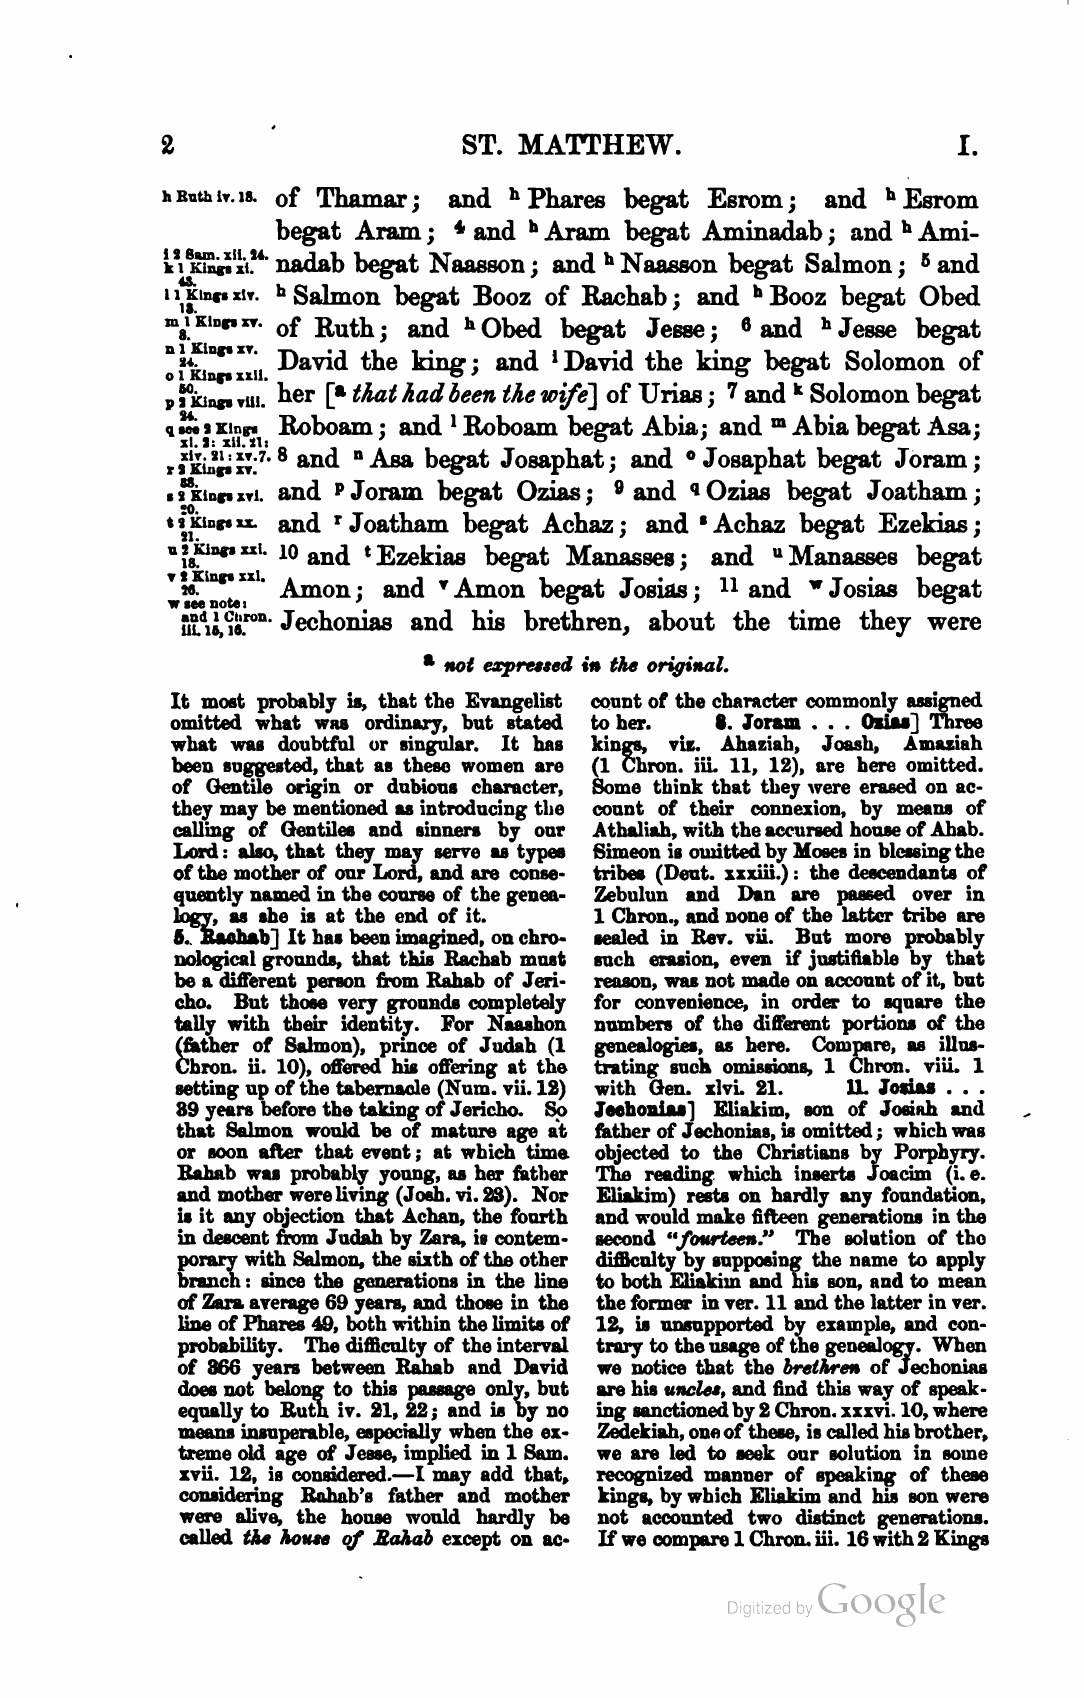 2 ST. MATTHEW. I.
h Ruth iv. 18.
i 2 Sam. xii. 24.
k 1 Kings xi.
43.
l 1 Kings xiv.
18.
m 1 Kings xv.
8.
n 1 Kings xv.
24.
o 1 Kings xxii.
50.
p 2 Kings viii.
24.
q see 2 Kings
xi. 2: xii. 21:
xiv. 21: xv. 7.
r 2 Kings xv.
38.
s 2 Kings xvi.
20.
t 2 Kings xx.
21.
u 2 Kings xxi.
18.
v 2 Kings xxi.
26.
w see note:
and 1 Chron.
iii. 15, 16.
of Thamar; and h Phares begat Esrom; and h Esrom
begat Aram; 4 and h Aram begat Aminadab; and h Ami-
nadab begat Naasson; and h Naasson begat Salmon; 5 and
h Salmon begat Booz of Rachab; and h Booz begat Obed
of Ruth; and h Obed begat Jesse; 6 and h Jesse begat
David the king; and i David the king begat Solomon of
her [a that had been the wife] of Urias; 7 and k Solomon begat
Roboam; and l Roboam begat Abia; and m Abia begat Asa;
8 and n Asa begat Josaphat; and o Josaphat begat Joram;
and p Joram begat Ozias; 9 and q Ozias begat Joatham;
and r Joatham begat Achaz; and s Achaz begat Ezekias;
10 and t Ezekias begat Manasses; and u Manasses begat
Amon; and v Amon begat Josias; 11 and w Josias begat
Jechonias and his brethren, about the time they were
a not expressed in the original.
It most probably is, that the Evangelist
omitted what was ordinary, but stated
what was doubtful or singular. It has
been suggested, that as these women are
of Gentile origin or dubious character,
they may be mentioned as introducing the
calling of Gentiles and sinners by our
Lord: also, that they may serve as types
of the mother of our Lord, and are conse-
quently named in the course of the genea-
logy, as she is at the end of it.
5. Rachab] It has been imagined, on chro-
nological grounds, that this Rachab must
be a different person from Rahab of Jeri-
cho. But those very grounds completely
tally with their identity. For Naashon
(father of Salmon), prince of Judah (1
Chron. ii. 10), offered his offering at the
setting up of the tabernacle (Num. vii. 12)
39 years before the taking of Jericho. So
that Salmon would be of mature age at
or soon after that event; at which time
Rahab was probably young, as her father
and mother were living (Josh. vi. 23). Nor
is it any objection that Achan, the fourth
in descent from Judah by Zara, is contem-
porary with Salmon, the sixth of the other
branch: since the generations in the line
of Zara average 69 years, and those in the
line of Phares 49, both within the limits of
probability. The difficulty of the interval
of 366 years between Rahab and David
does not belong to this passage only, but
equally to Ruth iv. 21, 22; and is by no
means insuperable, especially when the ex-
treme old age of Jesse, implied in 1 Sam.
xvii. 12, is considered.—I may add that,
considering Rahab's father and mother
were alive, the house would hardly be
called the house of Rahab except on ac-
count of the character commonly assigned
to her. 8. Joram . . . Ozias] Three
kings, viz. Ahaziah, Joash, Amaziah
(1 Chron. iii. 11, 12), are here omitted.
Some think that they were erased on ac-
count of their connexion, by means of
Athaliah, with the accursed house of Ahab.
Simeon is omitted by Moses in blessing the
tribes (Deut. xxxiii.): the descendants of
Zebulun and Dan are passed over in
1 Chron., and none of the latter tribe are
sealed in Rev. vii. But more probably
such erasion, even if justifiable by that
reason, was not made on account of it, but
for convenience, in order to square the
numbers of the different portions of the
genealogies, as here. Compare, as illus-
trating such omissions, 1 Chron. viii. 1
with Gen. xlvi. 21. 11. Josias . . .
Jechonias] Eliakim, son of Josiah and
father of Jechonias, is omitted; which was
objected to the Christians by Porphyry.
The reading which inserts Joacim (i. e.
Eliakim) rests on hardly any foundation,
and would make fifteen generations in the
second "fourteen." The solution of the
difficulty by supposing the name to apply
to both Eliakim and his son, and to mean
the former in ver. 11 and the latter in ver.
12, is unsupported by example, and con-
trary to the usage of the genealogy. When
we notice that the brethren of Jechonias
are his uncles, and find this way of speak-
ing sanctioned by 2 Chron. xxxvi. 10, where
Zedekiah, one of these, is called his brother,
we are led to seek our solution in some
recognized manner of speaking of these
kings, by which Eliakim and his son were
not accounted two distinct generations.
If we compare 1 Chron. iii. 16 with 2 Kings
Digitized by Google